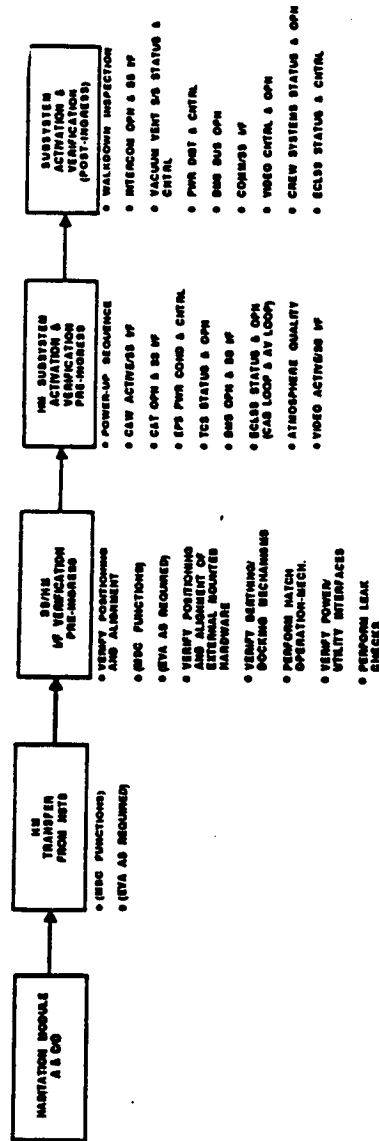 HABITATION MODULE
A & C/O
HM
TRANSFER
FROM NSTS
• (MSC FUNCTIONS)
• (EVA AS REQUIRED)
SS/HM
I/F VERIFICATION
PRE-INGRESS
• VERIFY POSITIONING
AND ALIGNMENT
• (MSC FUNCTIONS)
• (EVA AS REQUIRED)
• VERIFY POSITIONING
AND ALIGNMENT OF
EXTERNAL MOUNTED
HARDWARE
• VERIFY BERTHING/
DOCKING MECHANISMS
• PERFORM HATCH
OPERATION-MECH.
• VERIFY POWER/
UTILITY INTERFACES
• PERFORM LEAK
CHECKS
HM SUBSYSTEM
ACTIVATION &
VERIFICATION
PRE-INGRESS
• POWER-UP SEQUENCE
• C&W ACTIVE/SS I/F
• C&T OPN & SS I/F
• EPS PWR COND & CNTRL
• TCS STATUS & OPN
• DMS OPN & SS I/F
• ECLSS STATUS & OPN
(CAB LOOP & AV LOOP)
• ATMOSPHERE QUALITY
• VIDEO ACTIVE/SS I/F
SUBSYSTEM
ACTIVATION &
VERIFICATION
(POST-INGRESS)
• WALKDOWN INSPECTION
• INTERCOM OPN & SS I/F
• VACUUM VENT S/S STATUS &
CNTRL
• PWR DIST & CNTRL
• DMS BUS OPN
• COMM/SS I/F
• VIDEO CNTRL & OPN
• CREW SYSTEMS STATUS & OPN
• ECLSS STATUS & CNTRL